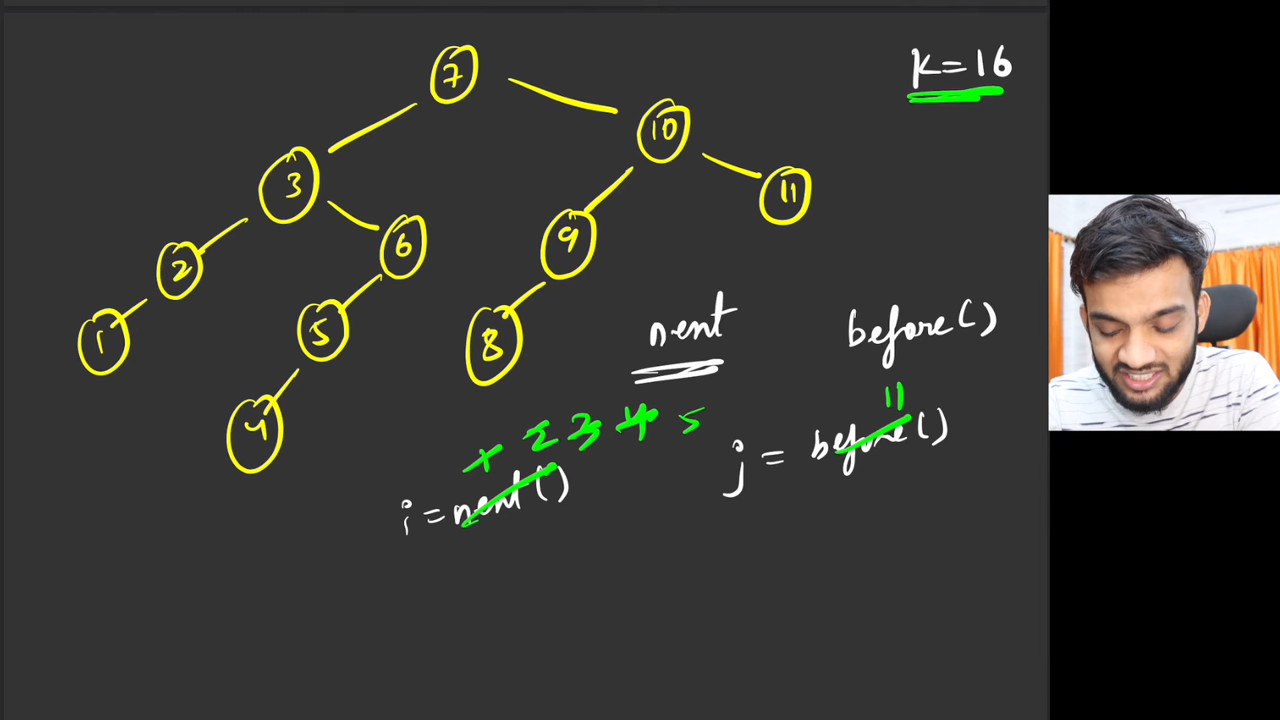 7
K=16
10
3
11
6
9
2
1
5
8
next
before()
4
1 2 3 4 5
11
i = next()
j = before()